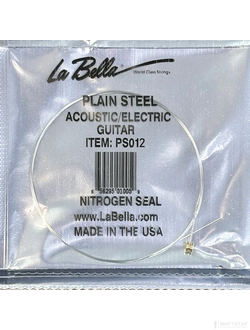 La Bella
World Class Strings
PLAIN STEEL
ACOUSTIC/ELECTRIC
GUITAR
ITEM: PS012
NITROGEN SEAL
www.LaBella.com
MADE IN THE USA